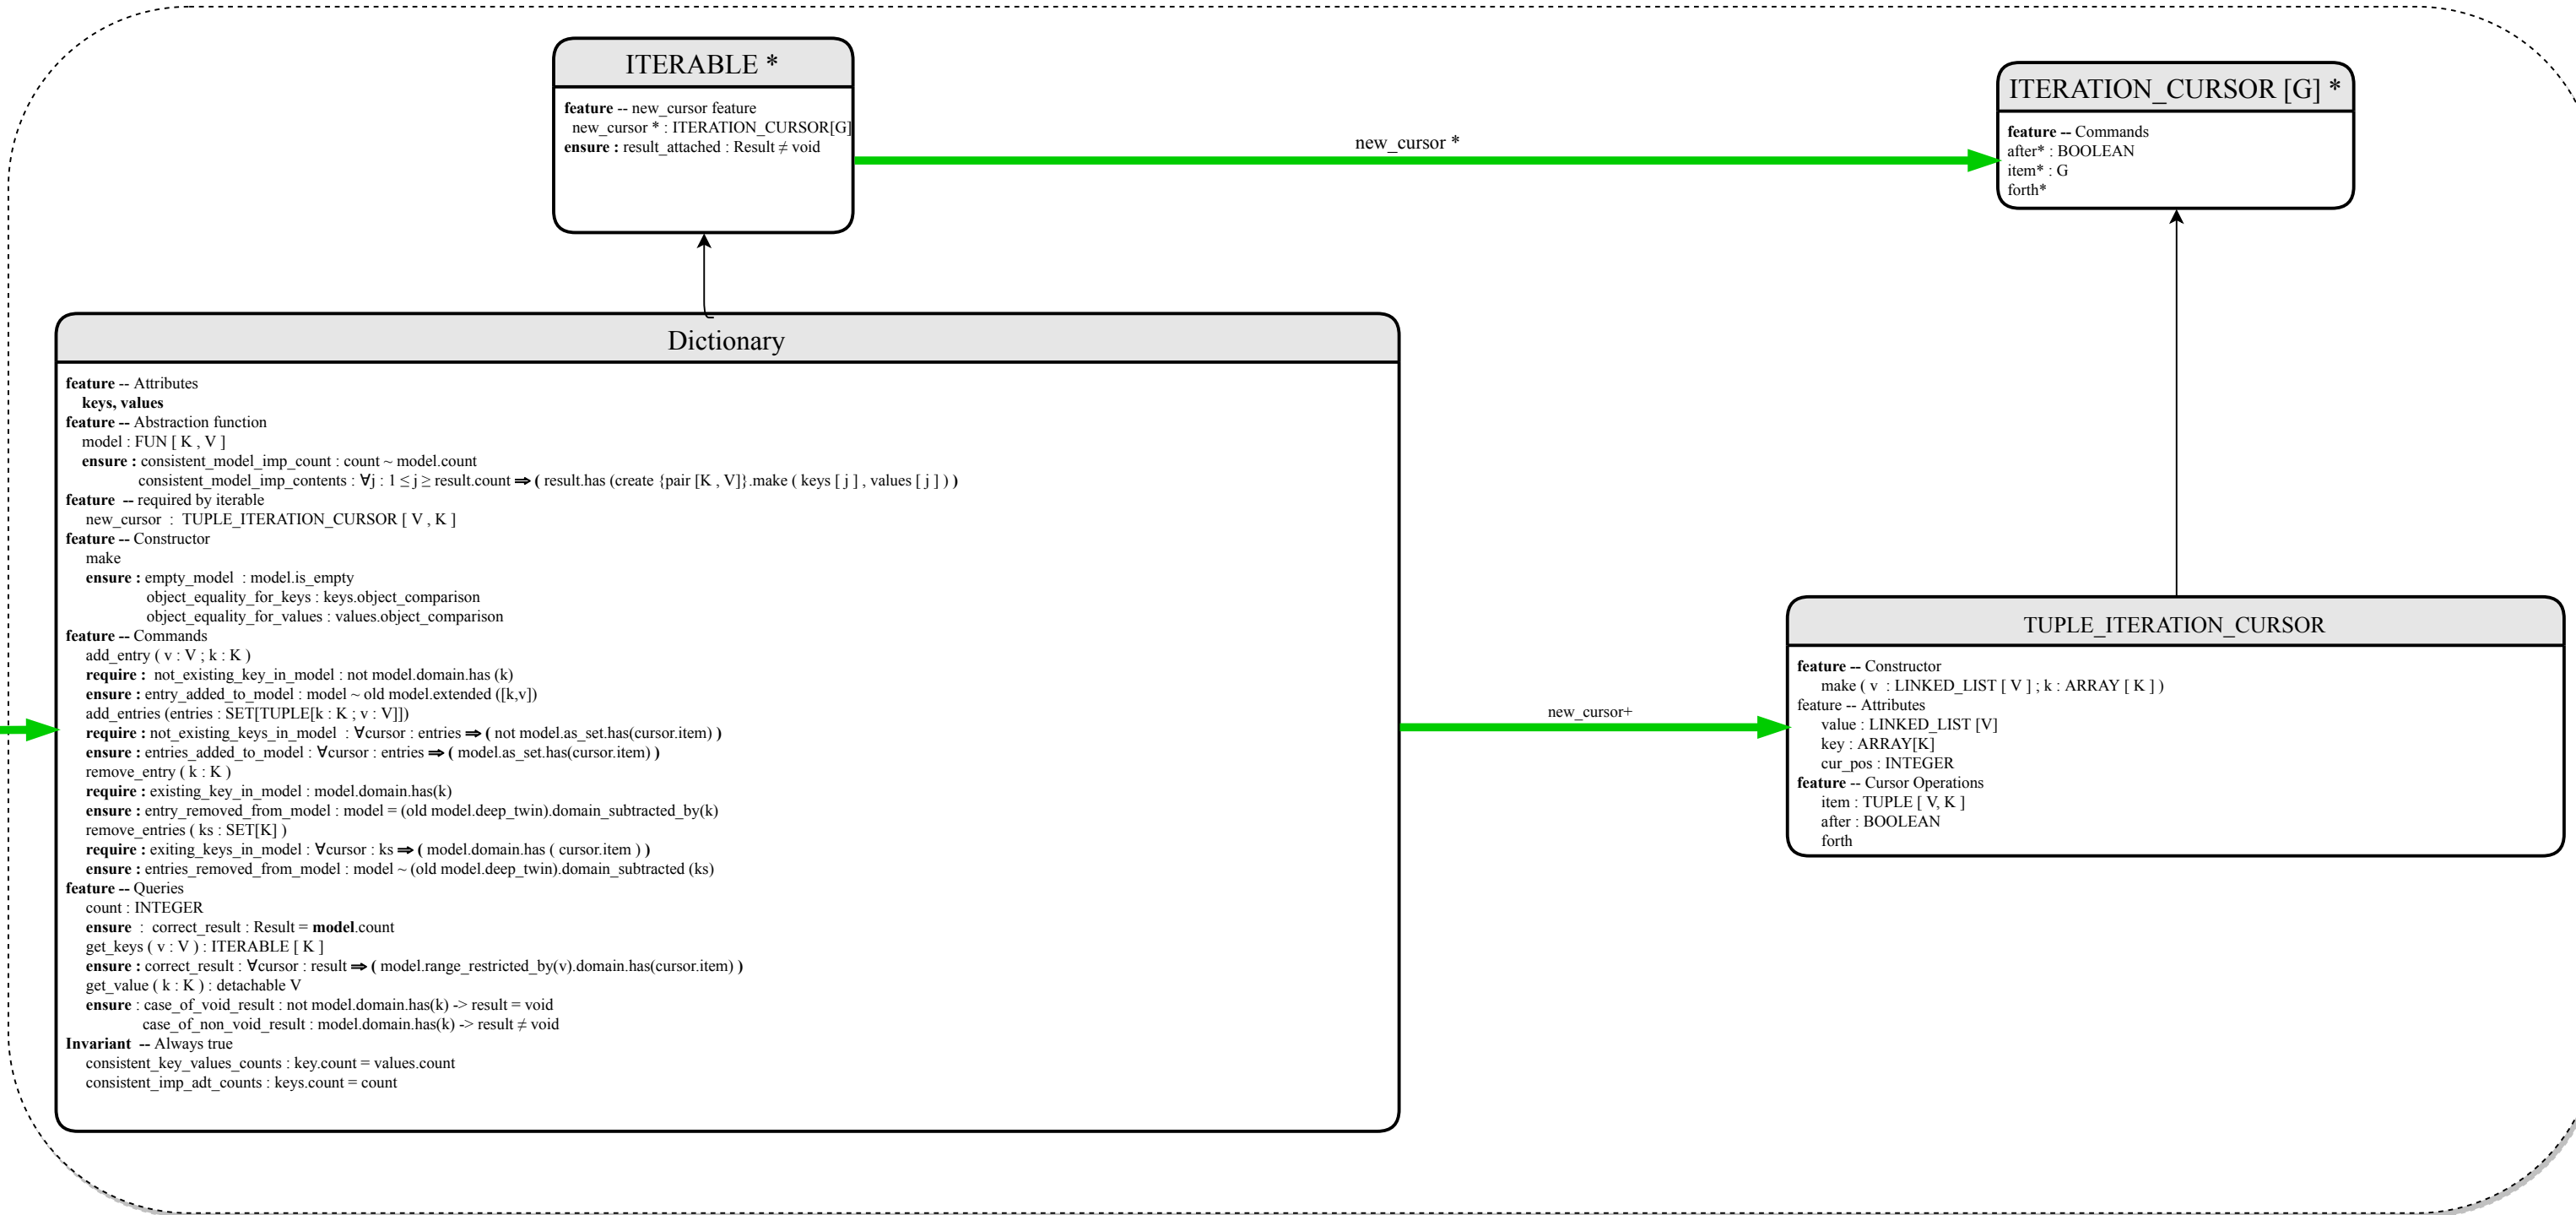 ITERABLE *
feature -- new_cursor feature
new_cursor * : ITERATION_CURSOR[G]
ensure : result_attached : Result ≠ void
new_cursor *
ITERATION_CURSOR [G] *
feature -- Commands
after* : BOOLEAN
item* : G
forth*
Dictionary
feature -- Attributes
keys, values
feature -- Abstraction function
model : FUN [ K , V ]
ensure : consistent_model_imp_count : count ~ model.count
consistent_model_imp_contents : ∀j : 1 ≤ j ≥ result.count ⇒ ( result.has (create {pair [K , V]}.make ( keys [ j ] , values [ j ] ) )
feature -- required by iterable
new_cursor : TUPLE_ITERATION_CURSOR [ V , K ]
feature -- Constructor
make
ensure : empty_model : model.is_empty
object_equality_for_keys : keys.object_comparison
object_equality_for_values : values.object_comparison
feature -- Commands
add_entry ( v : V ; k : K )
require : not_existing_key_in_model : not model.domain.has (k)
ensure : entry_added_to_model : model ~ old model.extended ([k,v])
add_entries (entries : SET[TUPLE[k : K ; v : V]])
require : not_existing_keys_in_model : ∀cursor : entries ⇒ ( not model.as_set.has(cursor.item) )
ensure : entries_added_to_model : ∀cursor : entries ⇒ ( model.as_set.has(cursor.item) )
remove_entry ( k : K )
require : existing_key_in_model : model.domain.has(k)
ensure : entry_removed_from_model : model = (old model.deep_twin).domain_subtracted_by(k)
remove_entries ( ks : SET[K] )
require : exiting_keys_in_model : ∀cursor : ks ⇒ ( model.domain.has ( cursor.item ) )
ensure : entries_removed_from_model : model ~ (old model.deep_twin).domain_subtracted (ks)
feature -- Queries
count : INTEGER
ensure : correct_result : Result = model.count
get_keys ( v : V ) : ITERABLE [ K ]
ensure : correct_result : ∀cursor : result ⇒ ( model.range_restricted_by(v).domain.has(cursor.item) )
get_value ( k : K ) : detachable V
ensure : case_of_void_result : not model.domain.has(k) -> result = void
case_of_non_void_result : model.domain.has(k) -> result ≠ void
Invariant -- Always true
consistent_key_values_counts : key.count = values.count
consistent_imp_adt_counts : keys.count = count
new_cursor+
TUPLE_ITERATION_CURSOR
feature -- Constructor
make ( v : LINKED_LIST [ V ] ; k : ARRAY [ K ] )
feature -- Attributes
value : LINKED_LIST [V]
key : ARRAY[K]
cur_pos : INTEGER
feature -- Cursor Operations
item : TUPLE [ V, K ]
after : BOOLEAN
forth